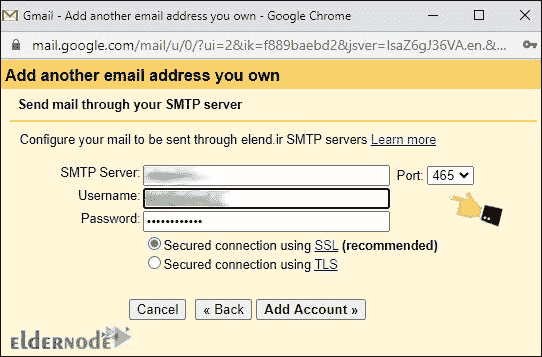 Gmail - Add another email address you own - Google Chrome
mail.google.com/mail/u/0/?ui=2&ik=f889baebd2&jsver=IsaZ6gJ36VA.en.&...
Add another email address you own
Send mail through your SMTP server
Configure your mail to be sent through elend.ir SMTP servers Learn more
SMTP Server: Port: 465
Username:
Password: ••••••••••••
Secured connection using SSL (recommended)
Secured connection using TLS
Cancel « Back Add Account »
eldernode